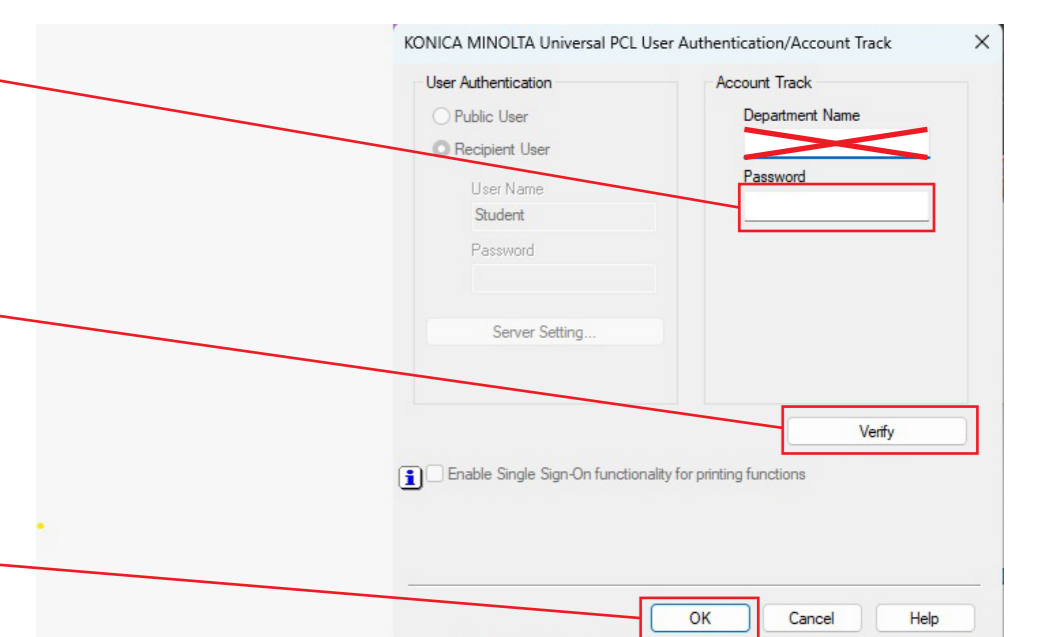 KONICA MINOLTA Universal PCL User Authentication/Account Track
User Authentication
Public User
Recipient User
User Name
Student
Password
Server Setting...
Account Track
Department Name
Password
Verify
Enable Single Sign-On functionality for printing functions
OK
Cancel
Help